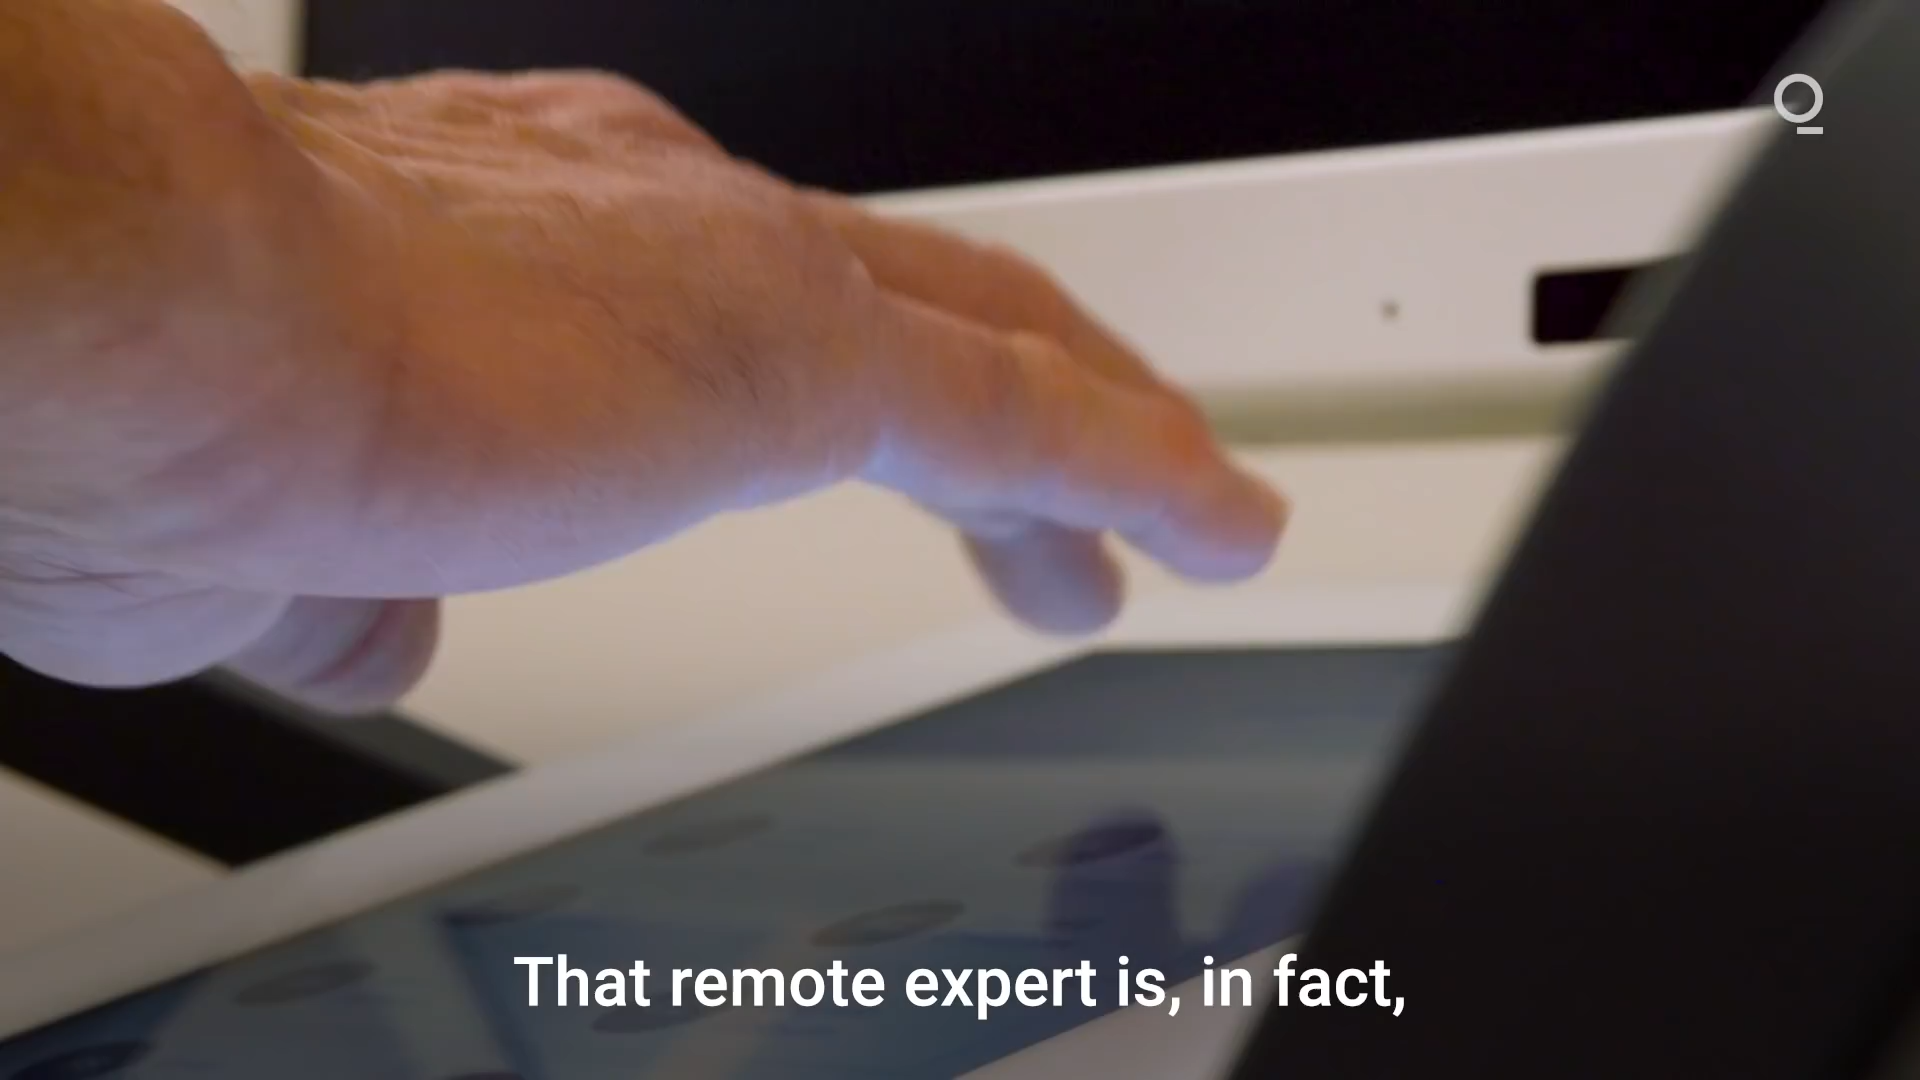 That remote expert is, in fact,